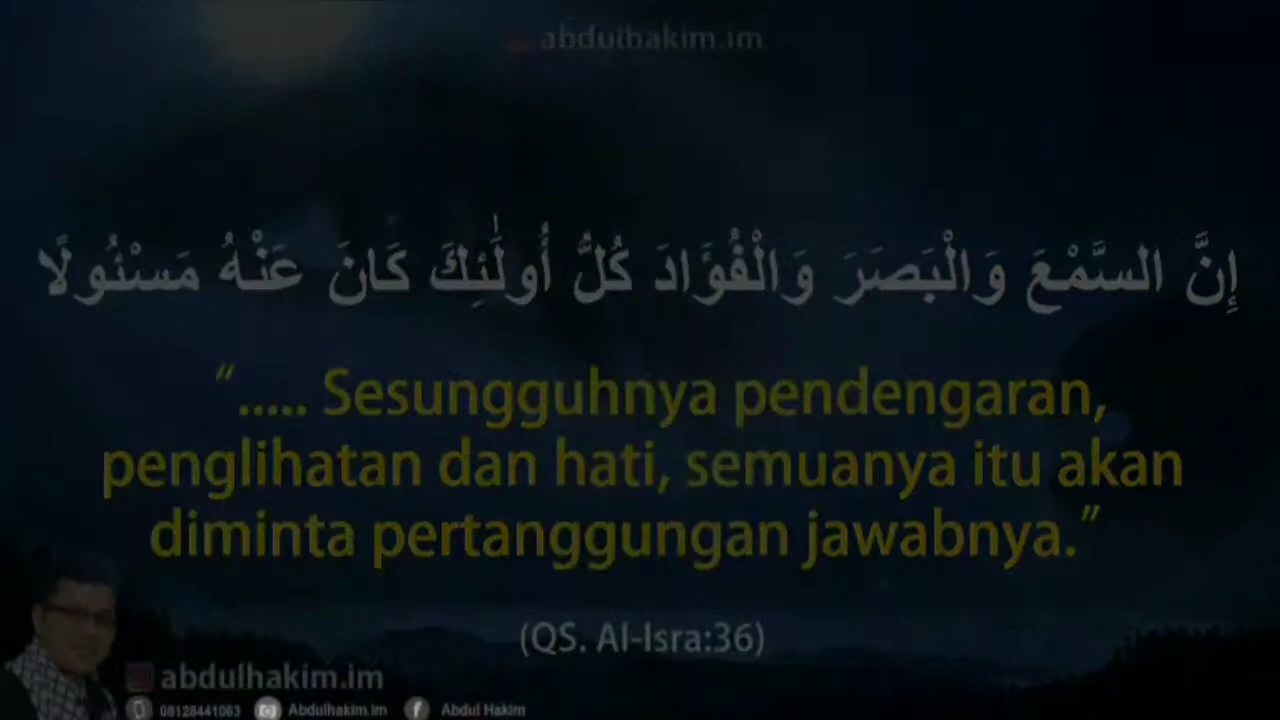 abdulhakim.im
إِنَّ السَّمْعَ وَالْبَصَرَ وَالْفُؤَادَ كُلُّ أُولَٰئِكَ كَانَ عَنْهُ مَسْئُولًا
"..... Sesungguhnya pendengaran,
penglihatan dan hati, semuanya itu akan
diminta pertanggungan jawabnya."
(QS. Al-Isra:36)
abdulhakim.im
08128441083 Abdulhakim.im Abdul Hakim